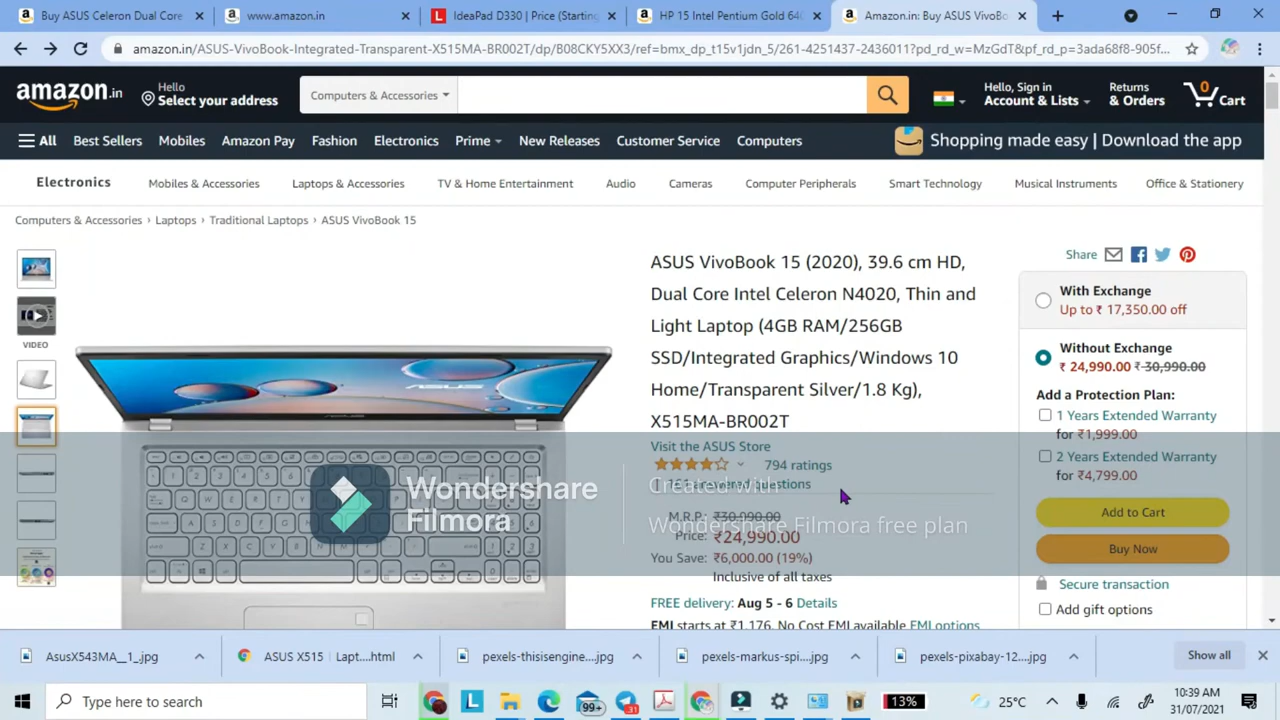 Buy ASUS Celeron Dual Core
www.amazon.in
IdeaPad D330 | Price (Starting
HP 15 Intel Pentium Gold 640
Amazon.in: Buy ASUS VivoBo
amazon.in/ASUS-VivoBook-Integrated-Transparent-X515MA-BR002T/dp/B08CKY5XX3/ref=bmx_dp_t15v1jdn_5/261-4251437-2436011?pd_rd_w=MzGdT&pf_rd_p=3ada68f8-905f...
amazon.in
Hello
Select your address
Computers & Accessories
Hello, Sign in
Account & Lists
Returns
& Orders
0
Cart
All Best Sellers Mobiles Amazon Pay Fashion Electronics Prime New Releases Customer Service Computers
Shopping made easy | Download the app
Electronics Mobiles & Accessories Laptops & Accessories TV & Home Entertainment Audio Cameras Computer Peripherals Smart Technology Musical Instruments Office & Stationery
Computers & Accessories › Laptops › Traditional Laptops › ASUS VivoBook 15
VIDEO
ASUS
ASUS VivoBook 15 (2020), 39.6 cm HD,
Dual Core Intel Celeron N4020, Thin and
Light Laptop (4GB RAM/256GB
SSD/Integrated Graphics/Windows 10
Home/Transparent Silver/1.8 Kg),
X515MA-BR002T
Visit the ASUS Store
794 ratings
answered questions
M.R.P.: ₹30,990.00
Price: ₹24,990.00
You Save: ₹6,000.00 (19%)
Inclusive of all taxes
FREE delivery: Aug 5 - 6 Details
EMI starts at ₹1,176. No Cost EMI available EMI options
Share
With Exchange
Up to ₹ 17,350.00 off
Without Exchange
₹ 24,990.00 ₹ 30,990.00
Add a Protection Plan:
1 Years Extended Warranty
for ₹1,999.00
2 Years Extended Warranty
for ₹4,799.00
Add to Cart
Buy Now
Secure transaction
Add gift options
Wondershare
Filmora
Created with
Wondershare Filmora free plan
AsusX543MA__1_.jpg
ASUS X515 | Lapt....html
pexels-thisisengine....jpg
pexels-markus-spi....jpg
pexels-pixabay-12....jpg
Show all
Type here to search
99+
31
13%
25°C
10:39 AM
31/07/2021